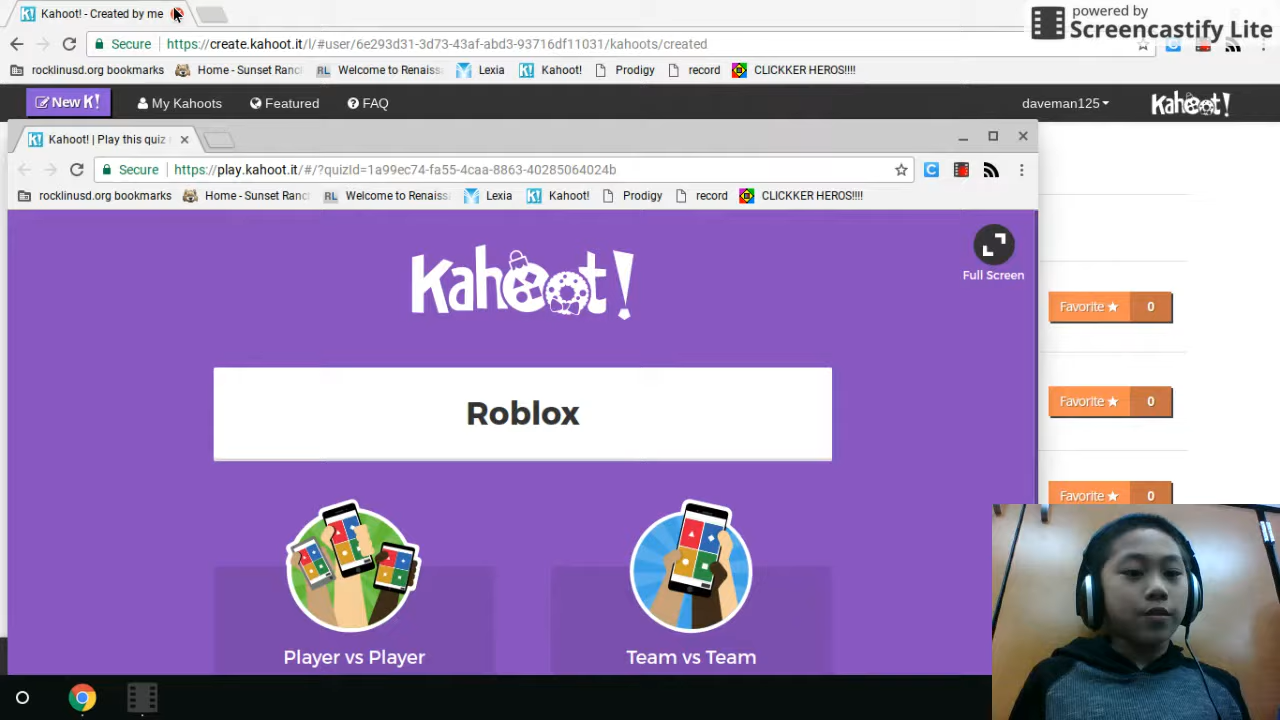 Kahoot! - Created by me
powered by
Screencastify Lite
Secure https://create.kahoot.it/l/#user/6e293d31-3d73-43af-abd3-93716df11031/kahoots/created
rocklinusd.org bookmarks Home - Sunset Ranc Welcome to Renaiss Lexia Kahoot! Prodigy record CLICKKER HEROS!!!!
New K! My Kahoots Featured FAQ daveman125 Kahoot!
Kahoot! | Play this quiz
Secure https://play.kahoot.it/#/?quizId=1a99ec74-fa55-4caa-8863-40285064024b
rocklinusd.org bookmarks Home - Sunset Ranc Welcome to Renaiss Lexia Kahoot! Prodigy record CLICKKER HEROS!!!!
Kahoot!
Full Screen
Favorite 0
Roblox
Favorite 0
Favorite 0
Player vs Player Team vs Team